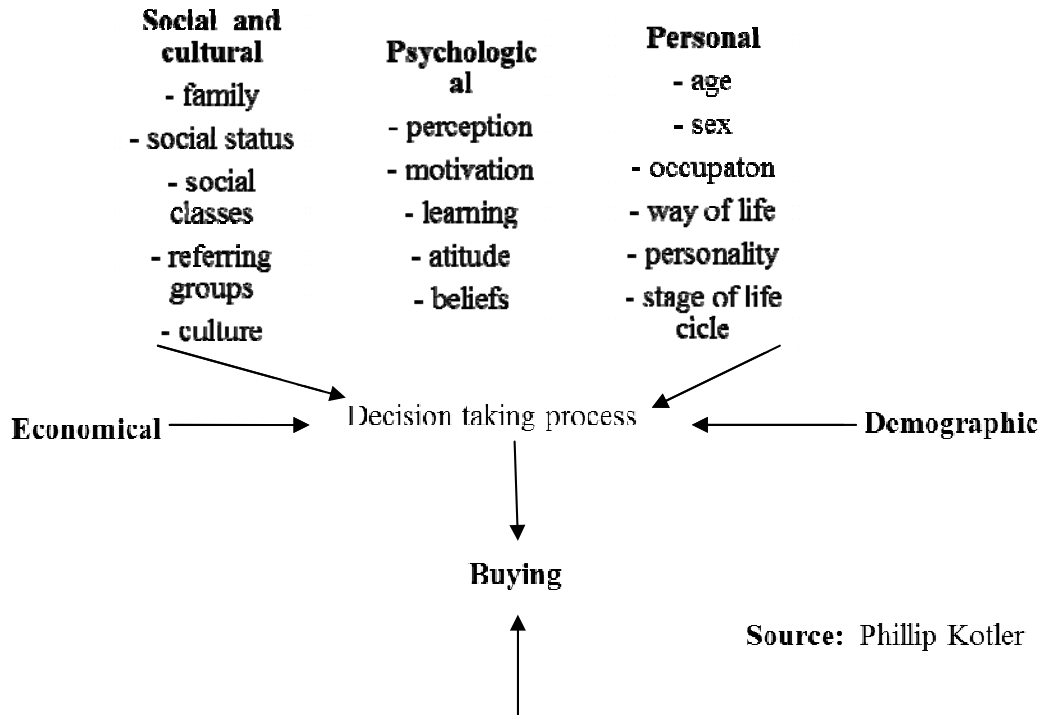 Social and
cultural
- family
- social status
- social
classes
- referring
groups
- culture
Psychologic
al
- perception
- motivation
- learning
- atitude
- beliefs
Personal
- age
- sex
- occupaton
- way of life
- personality
- stage of life
cicle
Economical
Decision taking process
Demographic
Buying
Source: Phillip Kotler